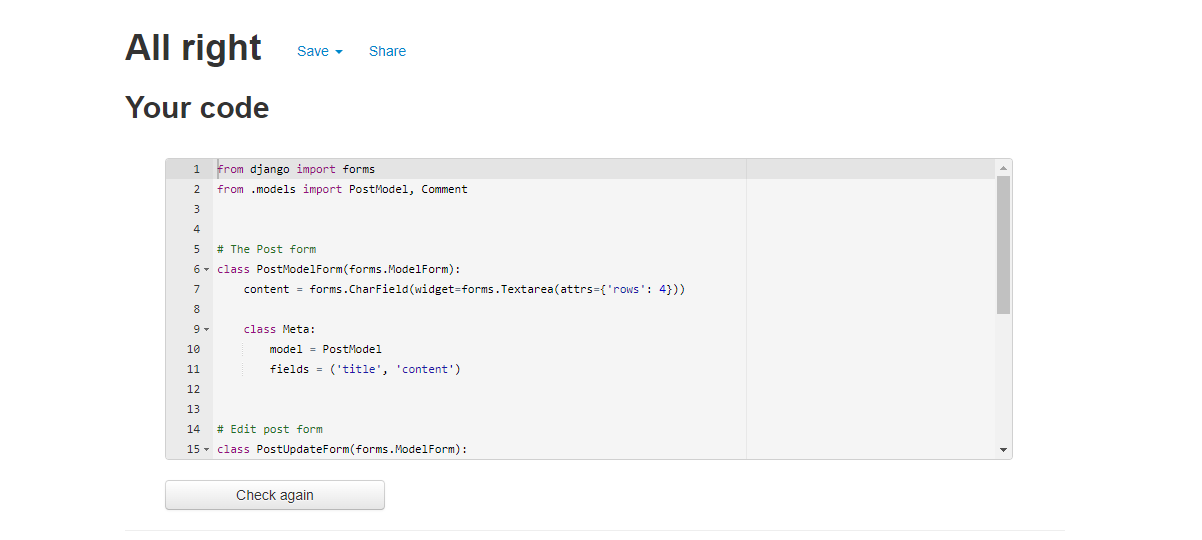 All right Save Share
Your code
1 from django import forms
2 from .models import PostModel, Comment
3
4
5 # The Post form
6 class PostModelForm(forms.ModelForm):
7     content = forms.CharField(widget=forms.Textarea(attrs={'rows': 4}))
8
9     class Meta:
10         model = PostModel
11         fields = ('title', 'content')
12
13
14 # Edit post form
15 class PostUpdateForm(forms.ModelForm):
Check again